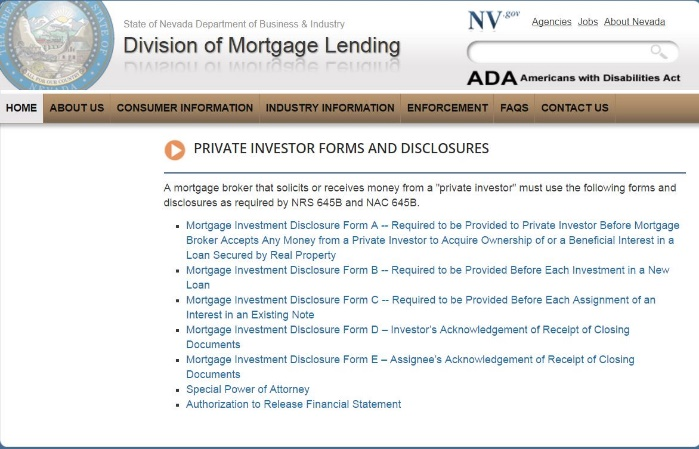 State of Nevada Department of Business & Industry
Division of Mortgage Lending
NV.gov
Agencies Jobs About Nevada
ADA Americans with Disabilities Act
HOME ABOUT US CONSUMER INFORMATION INDUSTRY INFORMATION ENFORCEMENT FAQS CONTACT US
PRIVATE INVESTOR FORMS AND DISCLOSURES
A mortgage broker that solicits or receives money from a "private investor" must use the following forms and
disclosures as required by NRS 645B and NAC 645B.
Mortgage Investment Disclosure Form A -- Required to be Provided to Private Investor Before Mortgage
Broker Accepts Any Money from a Private Investor to Acquire Ownership of or a Beneficial Interest in a
Loan Secured by Real Property
Mortgage Investment Disclosure Form B -- Required to be Provided Before Each Investment in a New
Loan
Mortgage Investment Disclosure Form C -- Required to be Provided Before Each Assignment of an
Interest in an Existing Note
Mortgage Investment Disclosure Form D – Investor's Acknowledgement of Receipt of Closing
Documents
Mortgage Investment Disclosure Form E – Assignee's Acknowledgement of Receipt of Closing
Documents
Special Power of Attorney
Authorization to Release Financial Statement